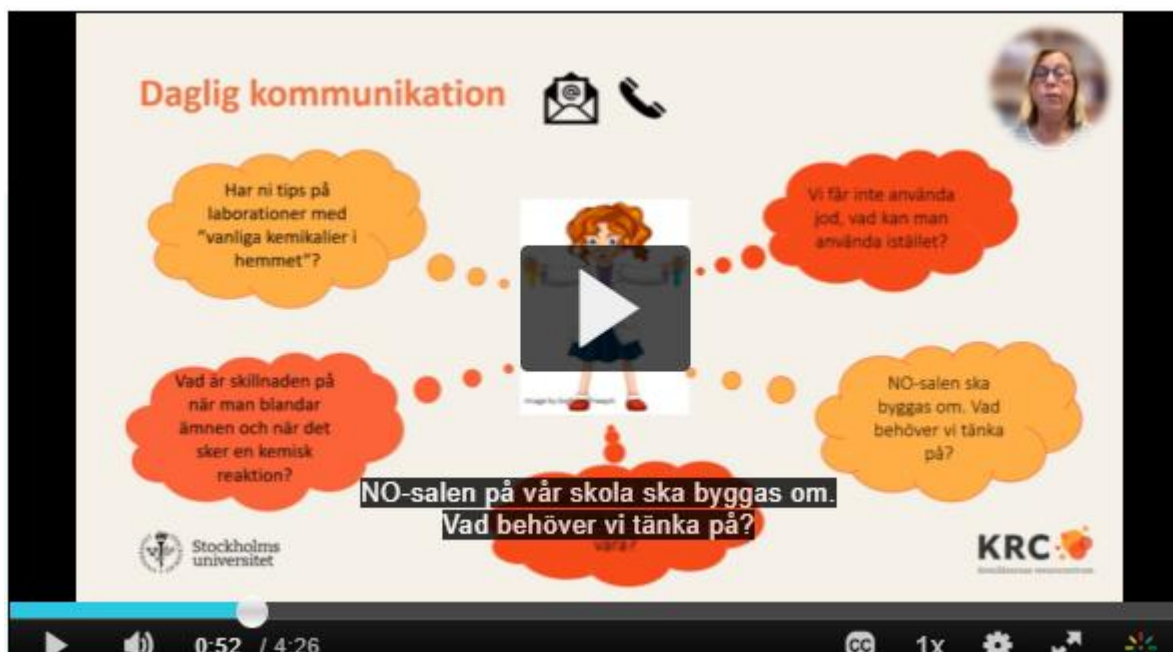 Daglig kommunikation
Har ni tips på
laborationer med
"vanliga kemikalier i
hemmet"?
Vi får inte använda
jod, vad kan man
använda istället?
Vad är skillnaden på
när man blandar
ämnen och när det
sker en kemisk
reaktion?
NO-salen ska
byggas om. Vad
behöver vi tänka
på?
NO-salen på vår skola ska byggas om.
Vad behöver vi tänka på?
vara?
Stockholms
universitet
KRC
0:52 / 4:26
CC 1x